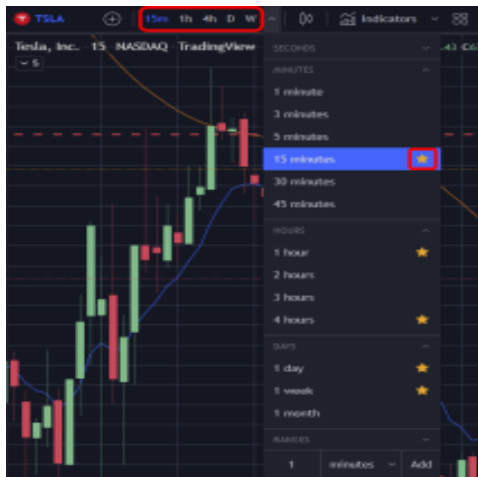 TSLA 15m 1h 4h D W Indicators
Tesla, Inc. 15 NASDAQ TradingView
5
SECONDS
MINUTES
1 minute
3 minutes
5 minutes
15 minutes
30 minutes
45 minutes
HOURS
1 hour
2 hours
3 hours
4 hours
DAYS
1 day
1 week
1 month
RANGES
1 minutes Add